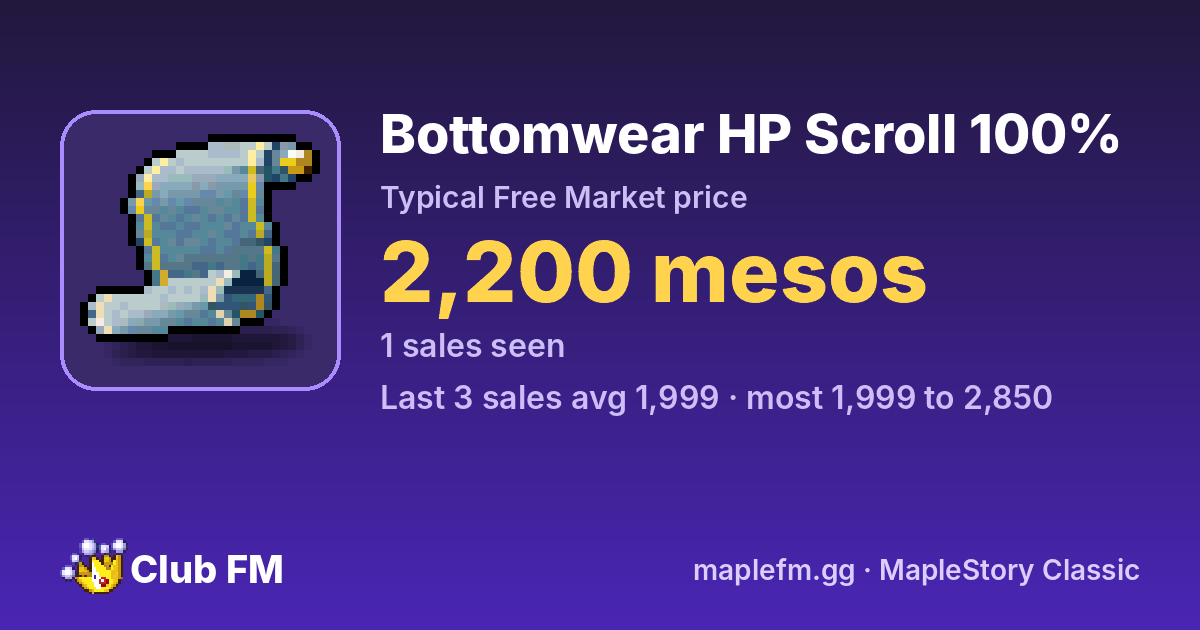 Bottomwear HP Scroll 100%
Typical Free Market price
2,200 mesos
1 sales seen
Last 3 sales avg 1,999 · most 1,999 to 2,850
Club FM
maplefm.gg · MapleStory Classic